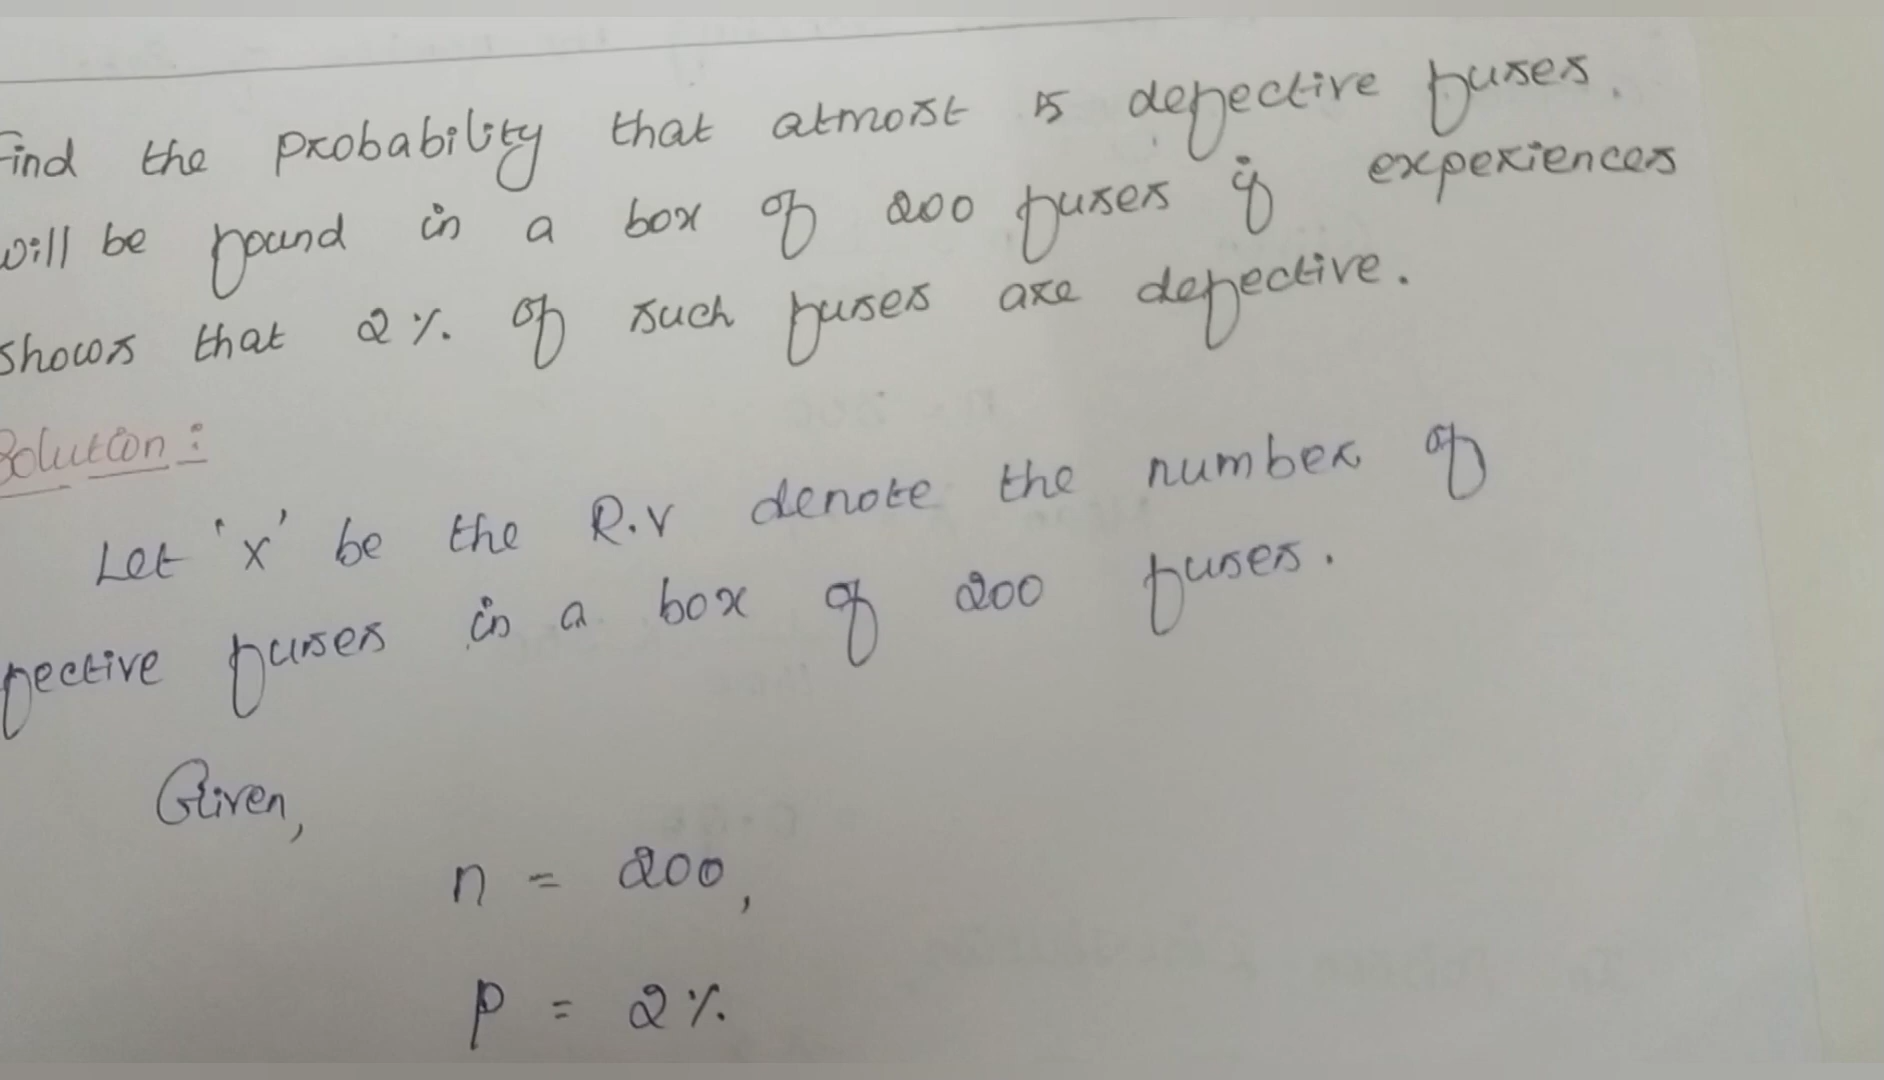 Find the probability that atmost 5 defective fuses
will be found in a box of 200 fuses if experiences
shows that 2%. of such fuses are defective.
Solution:
Let 'x' be the R.V denote the number of
fective fuses in a box of 200 fuses.
Given,
n = 200,
P = 2%.